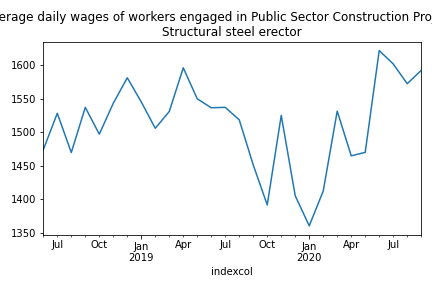 erage daily wages of workers engaged in Public Sector Construction Pro
Structural steel erector
1600
1550
1500
1450
1400
1350
Jul
Oct
Jan
2019
Apr
Jul
Oct
Jan
2020
Apr
Jul
indexcol